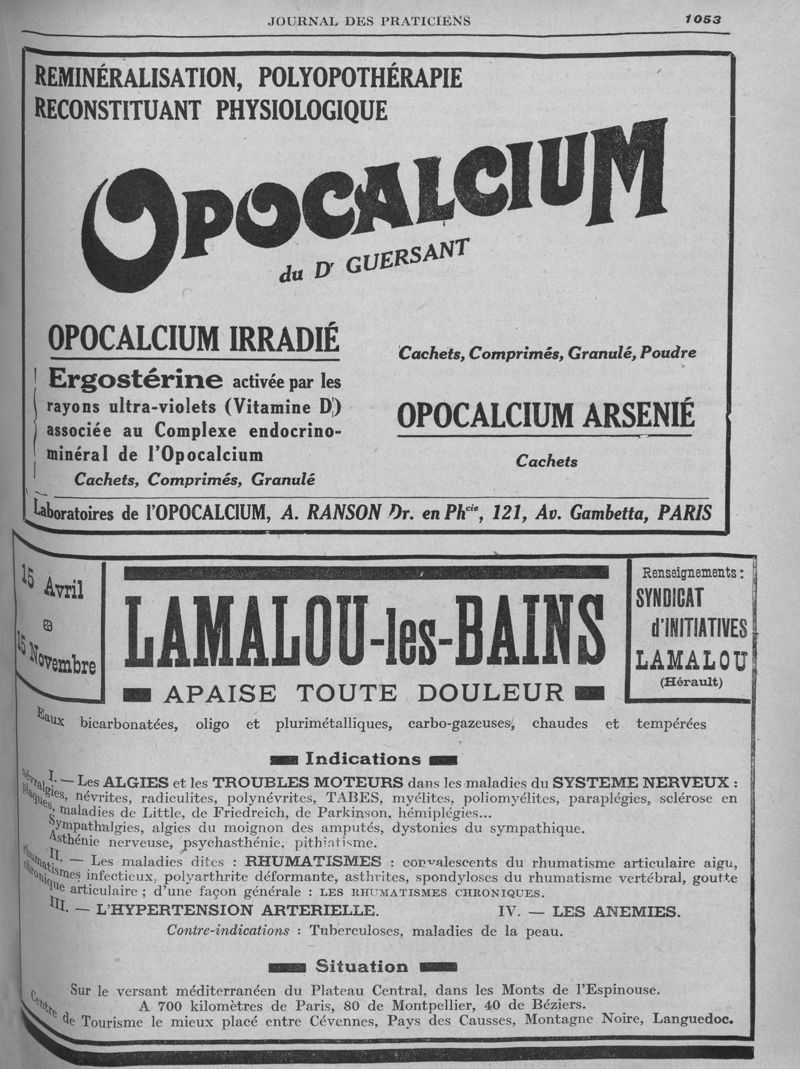 JOURNAL DES PRATICIENS
1053
REMINÉRALISATION, POLYOPOTHÉRAPIE
RECONSTITUANT PHYSIOLOGIQUE
OPOCALCIUM
du Dr GUERSANT
OPOCALCIUM IRRADIÉ
Ergostérine activée par les
rayons ultra-violets (Vitamine D)
associée au Complexe endocrino-
minéral de l'Opocalcium
Cachets, Comprimés, Granulé
Cachets, Comprimés, Granulé, Poudre
OPOCALCIUM ARSENIÉ
Cachets
Laboratoires de l'OPOCALCIUM, A. RANSON Dr. en Phcie, 121, Av. Gambetta, PARIS
15 Avril
15 Novembre
LAMALOU-les-BAINS
APAISE TOUTE DOULEUR
Renseignements :
SYNDICAT
d'INITIATIVES
LAMALOU
(Hérault)
Eaux bicarbonatées, oligo et plurimétalliques, carbo-gazeuses, chaudes et tempérées
Indications
I. — Les ALGIES et les TROUBLES MOTEURS dans les maladies du SYSTEME NERVEUX :
Névralgies, névrites, radiculites, polynévrites, TABES, myélites, poliomyélites, paraplégies, sclérose en
plaques, maladies de Little, de Friedreich, de Parkinson, hémiplégies...
Sympathalgies, algies du moignon des amputés, dystonies du sympathique.
Asthénie nerveuse, psychasthénie, pithiatisme.
II. — Les maladies dites : RHUMATISMES : convalescents du rhumatisme articulaire aigu,
rhumatismes infectieux, polyarthrite déformante, asthrites, spondyloses du rhumatisme vertébral, goutte
chronique articulaire ; d'une façon générale : LES RHUMATISMES CHRONIQUES.
III. — L'HYPERTENSION ARTERIELLE. IV. — LES ANEMIES.
Contre-indications : Tuberculoses, maladies de la peau.
Situation
Sur le versant méditerranéen du Plateau Central, dans les Monts de l'Espinouse.
A 700 kilomètres de Paris, 80 de Montpellier, 40 de Béziers.
Centre de Tourisme le mieux placé entre Cévennes, Pays des Causses, Montagne Noire, Languedoc.